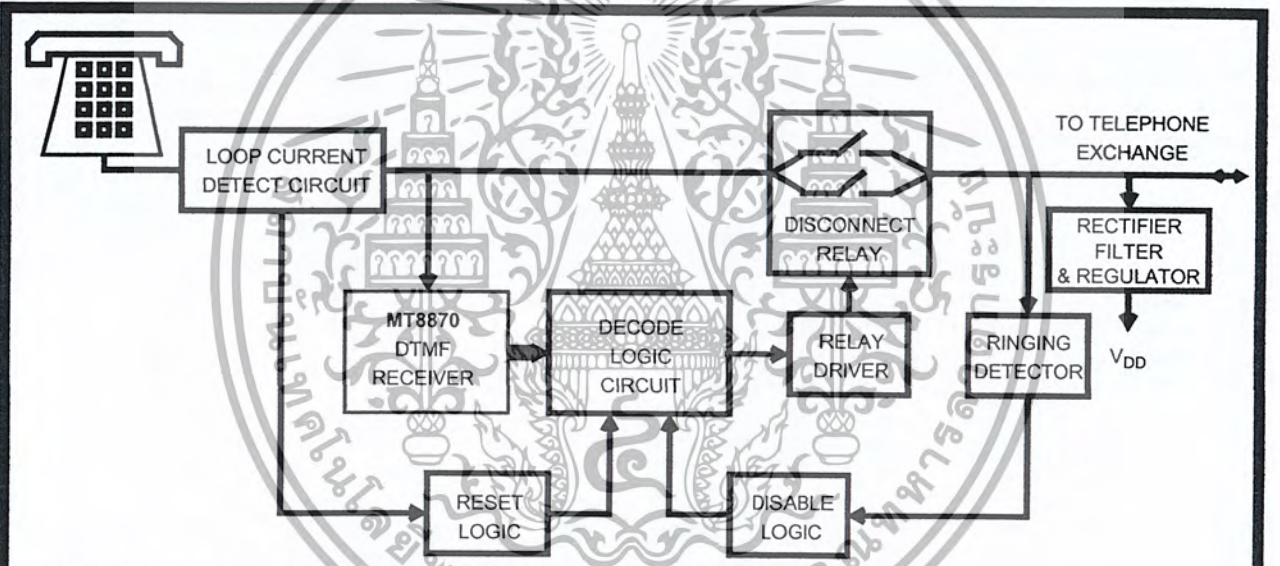 LOOP CURRENT
DETECT CIRCUIT
TO TELEPHONE
EXCHANGE
DISCONNECT
RELAY
RECTIFIER
FILTER
& REGULATOR
MT8870
DTMF
RECEIVER
DECODE
LOGIC
CIRCUIT
RELAY
DRIVER
RINGING
DETECTOR
VDD
RESET
LOGIC
DISABLE
LOGIC